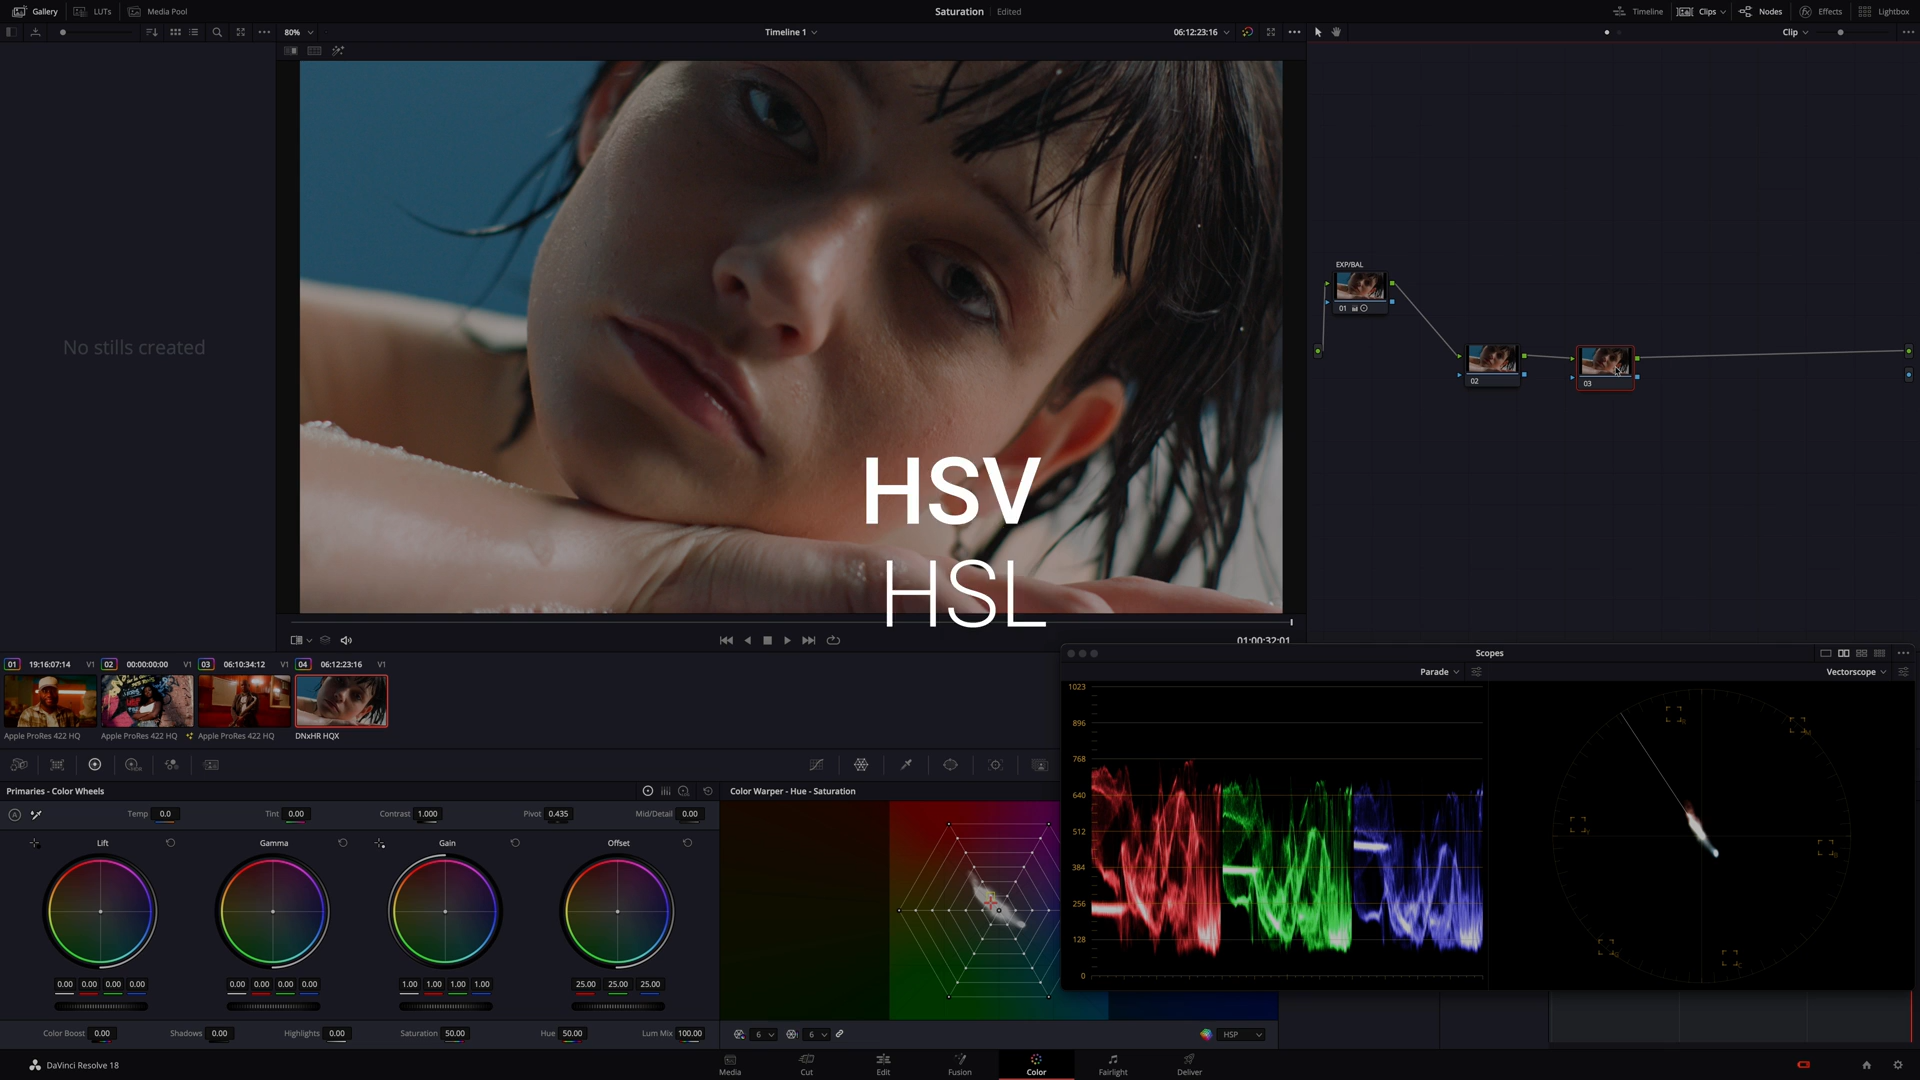 Gallery LUTs Media Pool Saturation Edited Timeline Clips Nodes Effects Lightbox
80% Timeline 1 06:12:23:16 Clip
No stills created
EXP/BAL
01
02
03
HSV
HSL
01:00:32:01
01 19:16:07:14 V1 02 00:00:00:00 V1 03 06:10:34:12 V1 04 06:12:23:16 V1
Apple ProRes 422 HQ Apple ProRes 422 HQ Apple ProRes 422 HQ DNxHR HQX
Scopes
Parade Vectorscope
1023
896
768
640
512
384
256
128
0
Primaries - Color Wheels
Color Warper - Hue - Saturation
Temp 0.0 Tint 0.00 Contrast 1.000 Pivot 0.435 Mid/Detail 0.00
Lift Gamma Gain Offset
0.00 0.00 0.00 0.00 0.00 0.00 0.00 0.00 1.00 1.00 1.00 1.00 25.00 25.00 25.00
Color Boost 0.00 Shadows 0.00 Highlights 0.00 Saturation 50.00 Hue 50.00 Lum Mix 100.00
6 6 HSP
DaVinci Resolve 18
Media Cut Edit Fusion Color Fairlight Deliver